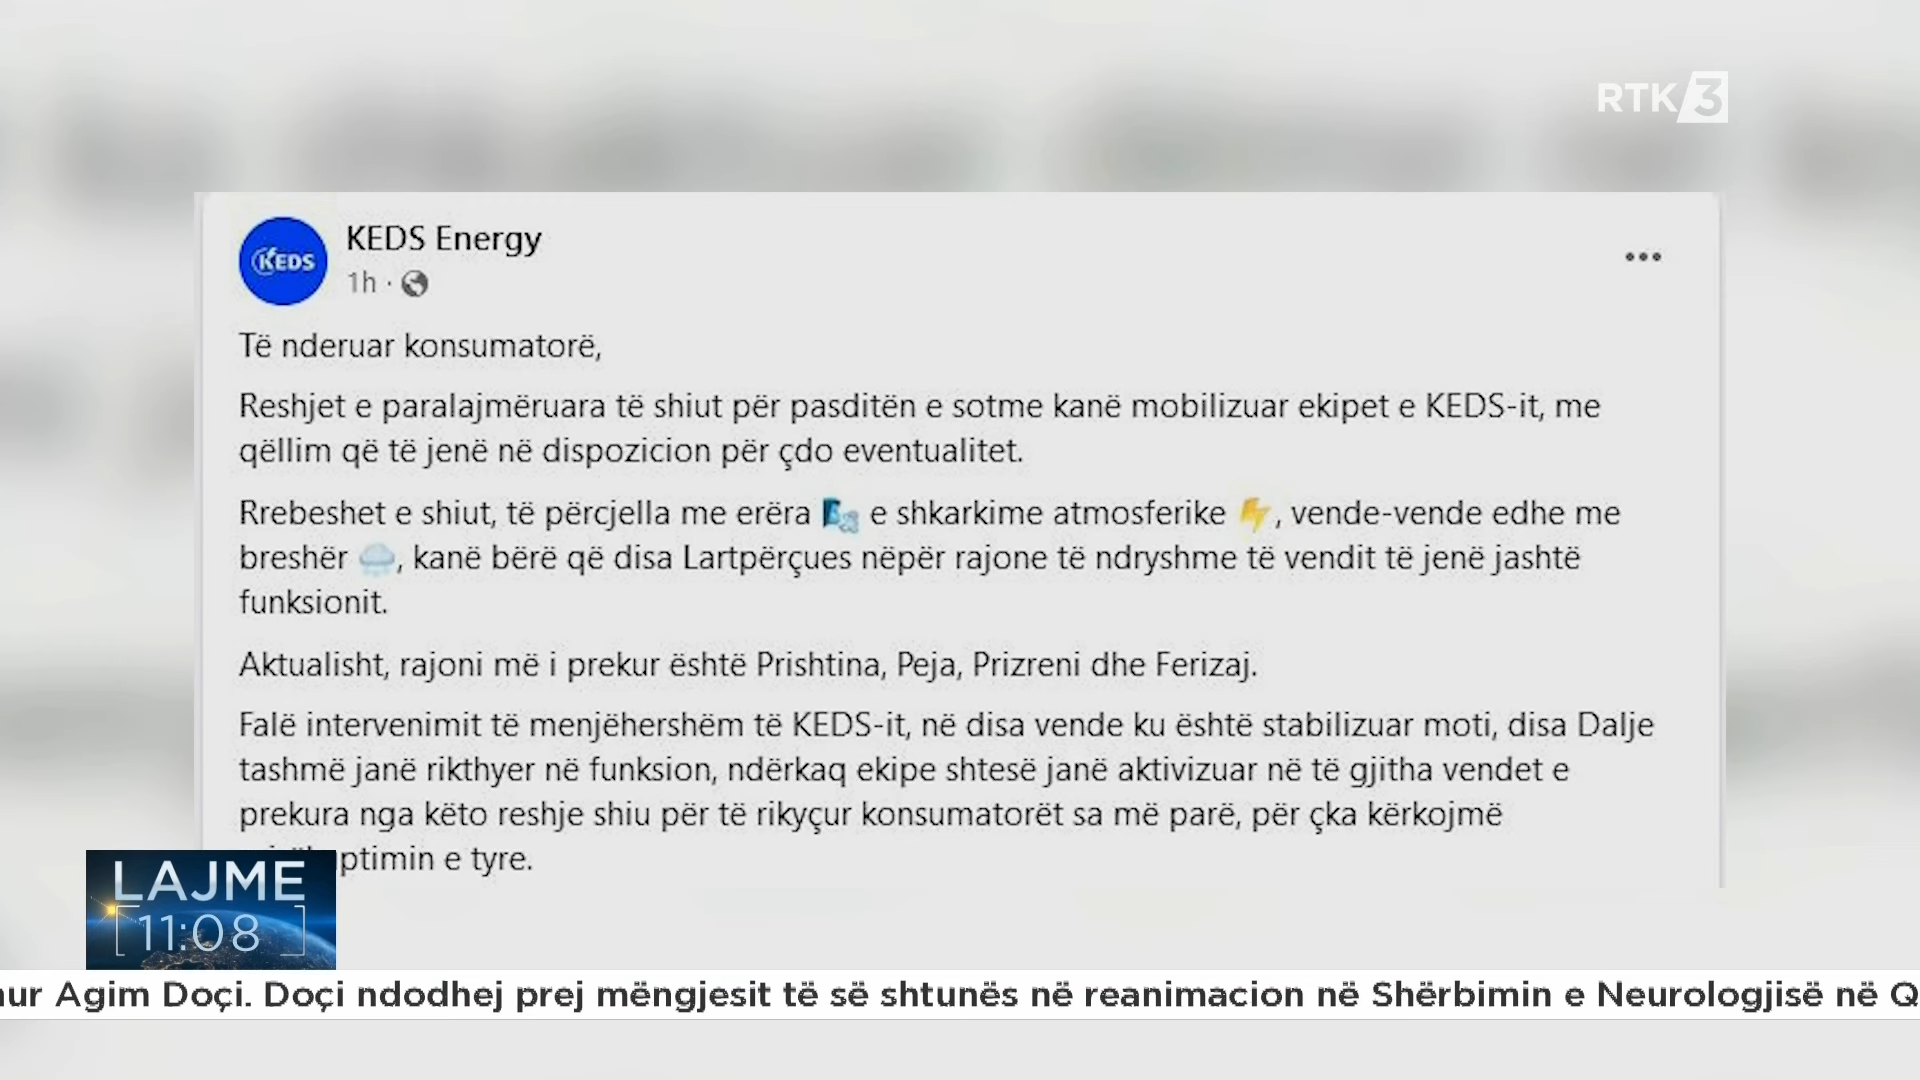 RTK 3
KEDS
KEDS Energy
1h ·
Të nderuar konsumatorë,
Reshjet e paralajmëruara të shiut për pasditën e sotme kanë mobilizuar ekipet e KEDS-it, me
qëllim që të jenë në dispozicion për çdo eventualitet.
Rrebeshet e shiut, të përcjella me erëra 🌬 e shkarkime atmosferike ⚡, vende-vende edhe me
breshër 🌨, kanë bërë që disa Lartpërçues nëpër rajone të ndryshme të vendit të jenë jashtë
funksionit.
Aktualisht, rajoni më i prekur është Prishtina, Peja, Prizreni dhe Ferizaj.
Falë intervenimit të menjëhershëm të KEDS-it, në disa vende ku është stabilizuar moti, disa Dalje
tashmë janë rikthyer në funksion, ndërkaq ekipe shtesë janë aktivizuar në të gjitha vendet e
prekura nga këto reshje shiu për të rikyçur konsumatorët sa më parë, për çka kërkojmë
e tyre.
LAJME
11:08
Agim Doçi. Doçi ndodhej prej mëngjesit të së shtunës në reanimacion në Shërbimin e Neurologjisë në Q